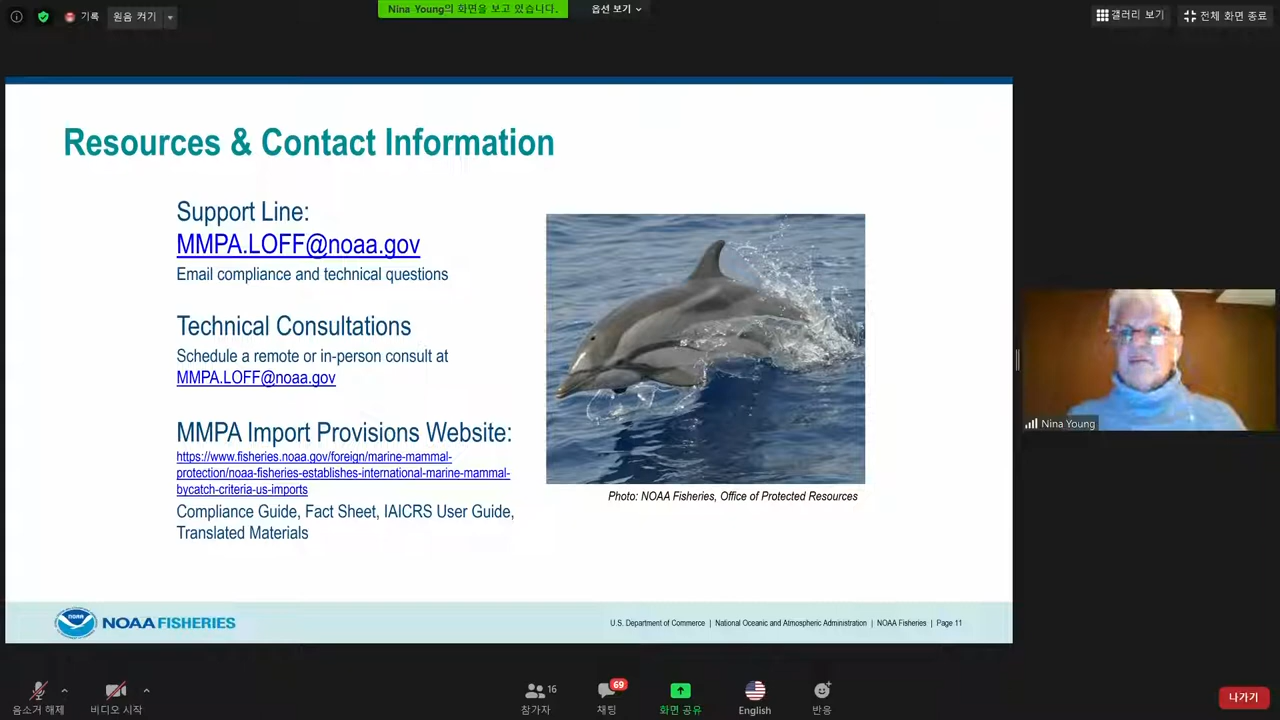 기록
원음 켜기
Nina Young의 화면을 보고 있습니다.
옵션 보기
갤러리 보기
전체 화면 종료
Resources & Contact Information
Support Line:
MMPA.LOFF@noaa.gov
Email compliance and technical questions
Technical Consultations
Schedule a remote or in-person consult at
MMPA.LOFF@noaa.gov
MMPA Import Provisions Website:
https://www.fisheries.noaa.gov/foreign/marine-mammal-
protection/noaa-fisheries-establishes-international-marine-mammal-
bycatch-criteria-us-imports
Compliance Guide, Fact Sheet, IAICRS User Guide,
Translated Materials
Photo: NOAA Fisheries, Office of Protected Resources
Nina Young
NOAA
NOAA FISHERIES
U.S. Department of Commerce | National Oceanic and Atmospheric Administration | NOAA Fisheries | Page 11
음소거 해제
비디오 시작
16
참가자
69
채팅
화면 공유
English
반응
나가기